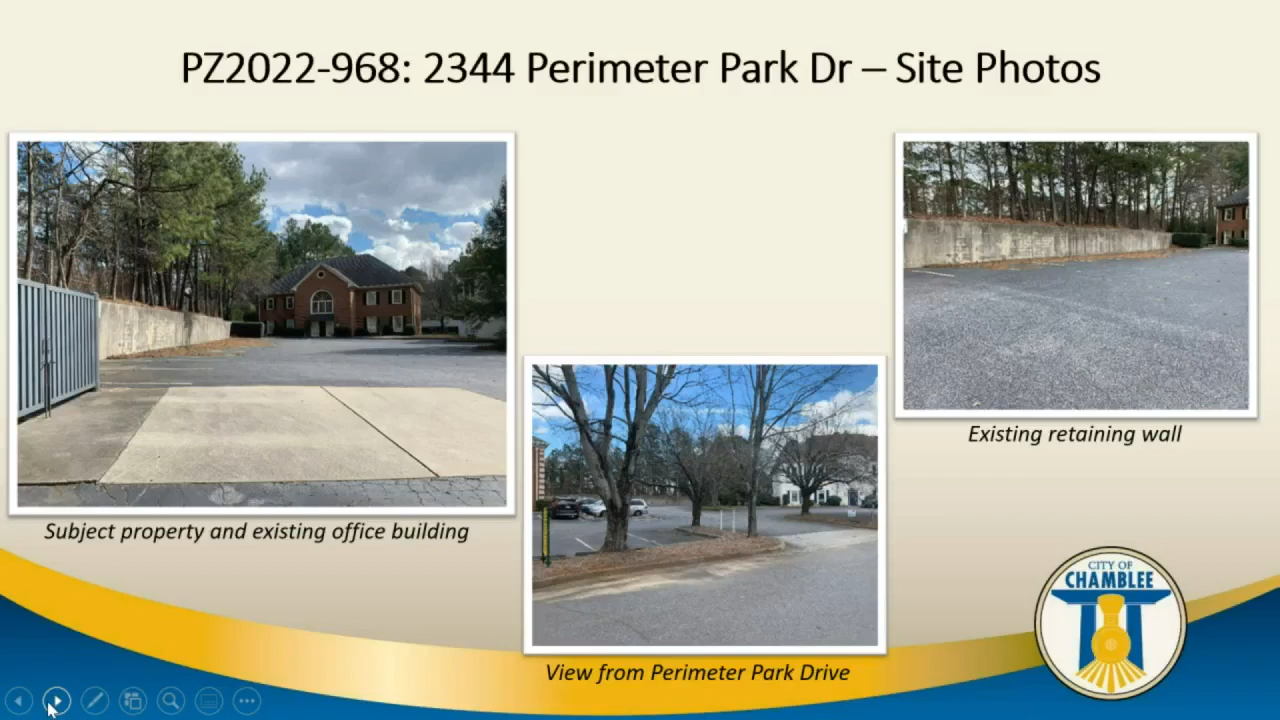 PZ2022-968: 2344 Perimeter Park Dr – Site Photos
Subject property and existing office building
View from Perimeter Park Drive
Existing retaining wall
CITY OF
CHAMBLEE